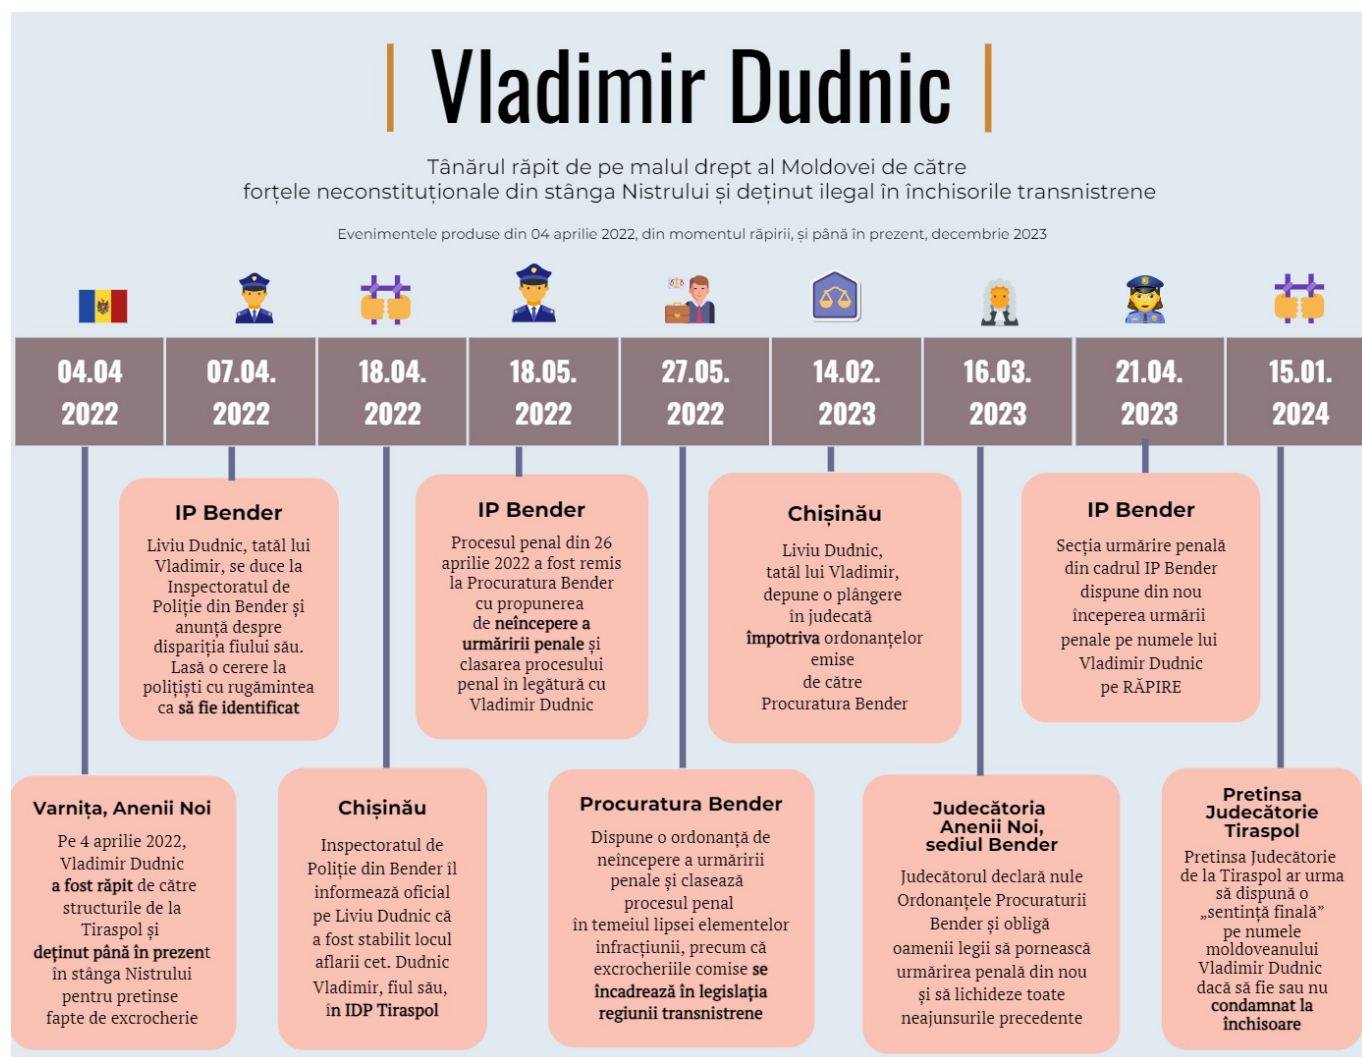 Vladimir Dudnic
Tânărul răpit de pe malul drept al Moldovei de către
forțele neconstituționale din stânga Nistrului și deținut ilegal în închisorile transnistrene
Evenimentele produse din 04 aprilie 2022, din momentul răpirii, și până în prezent, decembrie 2023
04.04
2022
07.04.
2022
18.04.
2022
18.05.
2022
27.05.
2022
14.02.
2023
16.03.
2023
21.04.
2023
15.01.
2024
IP Bender
Liviu Dudnic, tatăl lui
Vladimir, se duce la
Inspectoratul de
Poliție din Bender și
anunță despre
dispariția fiului său.
Lasă o cerere la
polițiști cu rugămintea
ca să fie identificat
IP Bender
Procesul penal din 26
aprilie 2022 a fost remis
la Procuratura Bender
cu propunerea
de neîncepere a
urmăririi penale și
clasarea procesului
penal în legătură cu
Vladimir Dudnic
Chișinău
Liviu Dudnic,
tatăl lui Vladimir,
depune o plângere
în judecată
împotriva ordonanțelor
emise
de către
Procuratura Bender
IP Bender
Secția urmărire penală
din cadrul IP Bender
dispune din nou
începerea urmării
penale pe numele lui
Vladimir Dudnic
pe RĂPIRE
Varnița, Anenii Noi
Pe 4 aprilie 2022,
Vladimir Dudnic
a fost răpit de către
structurile de la
Tiraspol și
deținut până în prezent
în stânga Nistrului
pentru pretinse
fapte de excrocherie
Chișinău
Inspectoratul de
Poliție din Bender îl
informează oficial
pe Liviu Dudnic că
a fost stabilit locul
aflarii cet. Dudnic
Vladimir, fiul său,
în IDP Tiraspol
Procuratura Bender
Dispune o ordonanță de
neîncepere a urmăririi
penale și clasează
procesul penal
în temeiul lipsei elementelor
infracțiunii, precum că
excrocheriile comise se
încadrează în legislația
regiunii transnistrene
Judecătoria
Anenii Noi,
sediul Bender
Judecătorul declară nule
Ordonanțele Procuraturii
Bender și obligă
oamenii legii să pornească
urmărirea penală din nou
și să lichideze toate
neajunsurile precedente
Pretinsa
Judecătorie
Tiraspol
Pretinsa Judecătorie
de la Tiraspol ar urma
să dispună o
„sentință finală”
pe numele
moldoveanului
Vladimir Dudnic
dacă să fie sau nu
condamnat la
închisoare